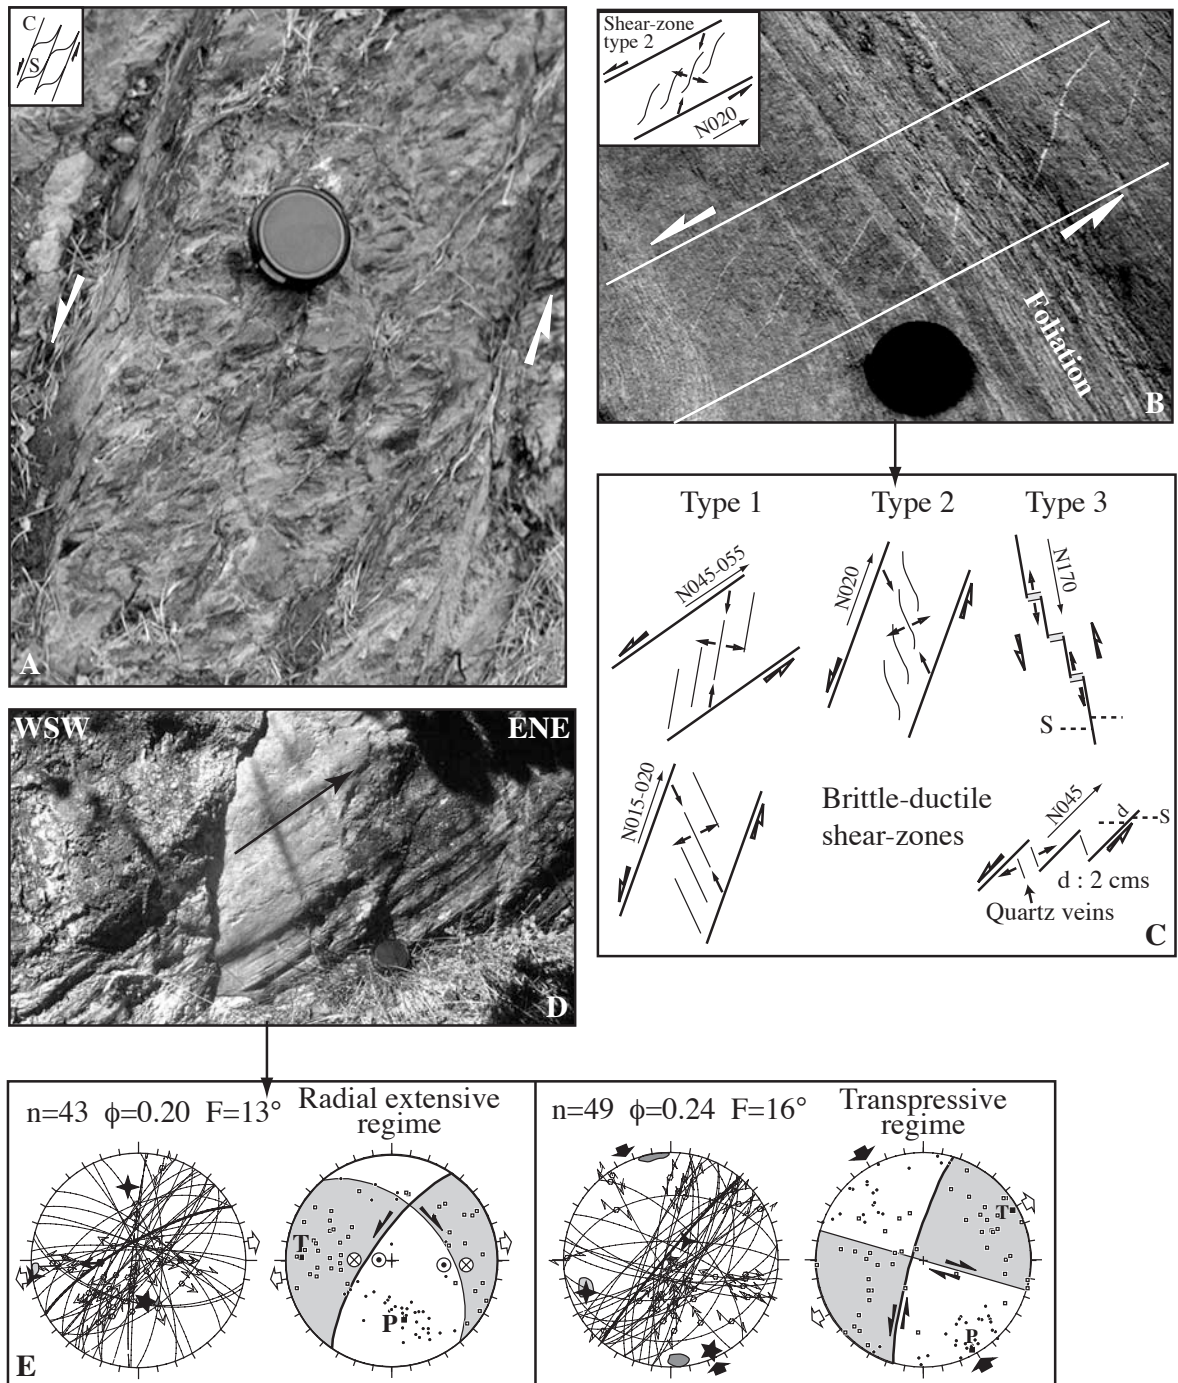 C
S
A
Shear-zone
type 2
N020
Foliation
B
Type 1
Type 2
Type 3
N045-055
N020
N170
S
N015-020
Brittle-ductile
shear-zones
N045
d
S
d : 2 cms
Quartz veins
C
WSW
ENE
D
n=43 ϕ=0.20 F=13°
Radial extensive
regime
T
P
E
n=49 ϕ=0.24 F=16°
Transpressive
regime
T
P